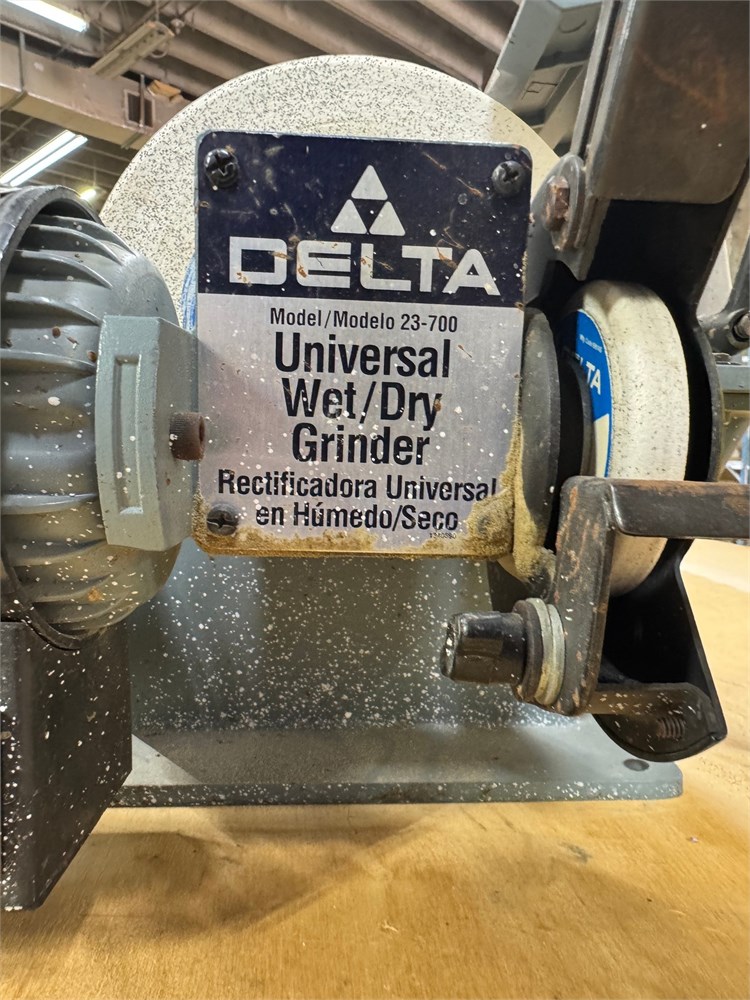 DELTA
Model/Modelo 23-700
Universal
Wet/Dry
Grinder
Rectificadora Universal
en Húmedo/Seco